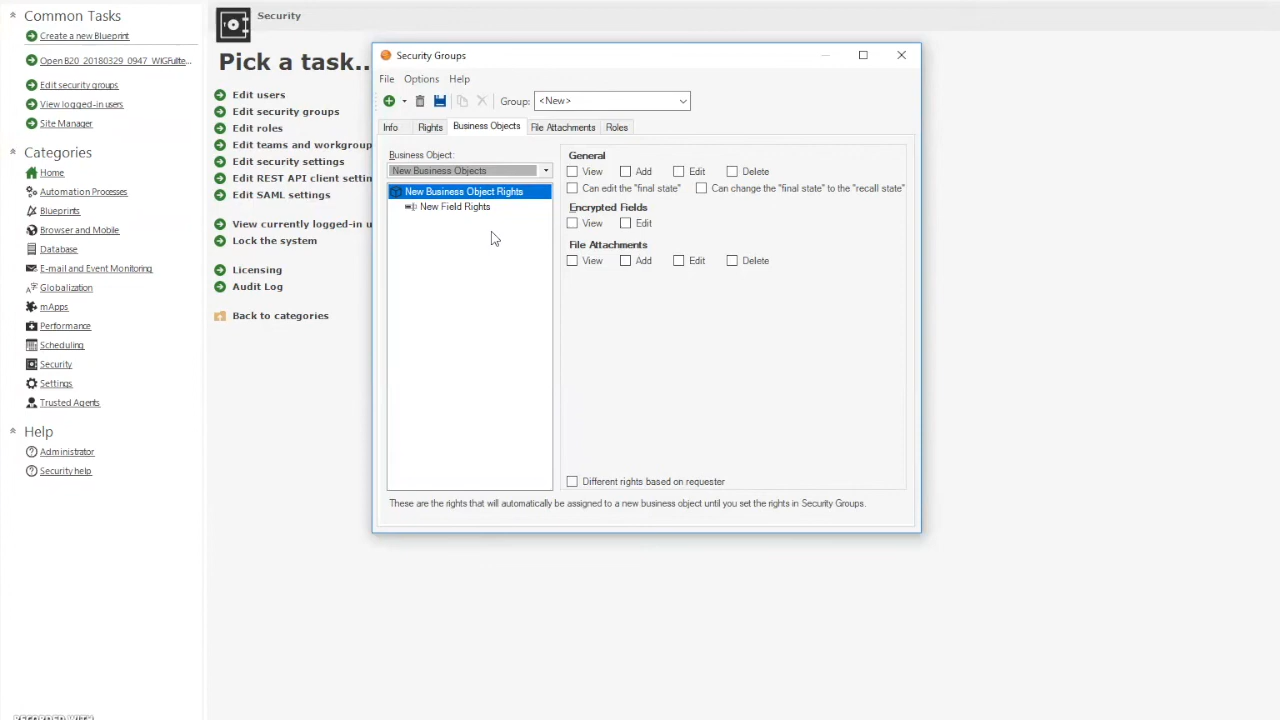 Common Tasks
Create a new Blueprint
Open B20_20180329_0947_WIGFullte...
Edit security groups
View logged-in users
Site Manager
Categories
Home
Automation Processes
Blueprints
Browser and Mobile
Database
E-mail and Event Monitoring
Globalization
mApps
Performance
Scheduling
Security
Settings
Trusted Agents
Help
Administrator
Security help
Security
Pick a task..
Edit users
Edit security groups
Edit roles
Edit teams and workgroup
Edit security settings
Edit REST API client settin
Edit SAML settings
View currently logged-in u
Lock the system
Licensing
Audit Log
Back to categories
Security Groups
File Options Help
Group: <New>
Info Rights Business Objects File Attachments Roles
Business Object:
New Business Objects
New Business Object Rights
New Field Rights
General
View Add Edit Delete
Can edit the "final state" Can change the "final state" to the "recall state"
Encrypted Fields
View Edit
File Attachments
View Add Edit Delete
Different rights based on requester
These are the rights that will automatically be assigned to a new business object until you set the rights in Security Groups.
RECORDED WITH